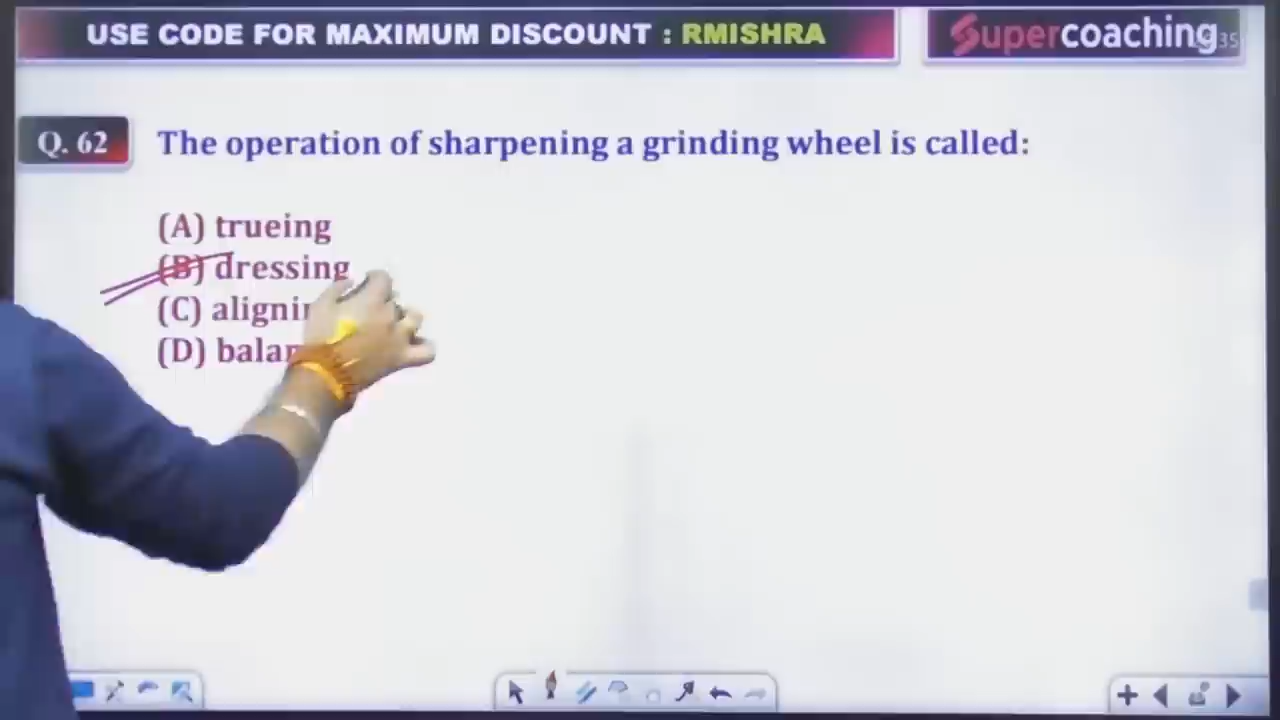 USE CODE FOR MAXIMUM DISCOUNT : RMISHRA
Supercoaching
Q. 62 The operation of sharpening a grinding wheel is called:
(A) trueing
(B) dressing
(C)
(D)